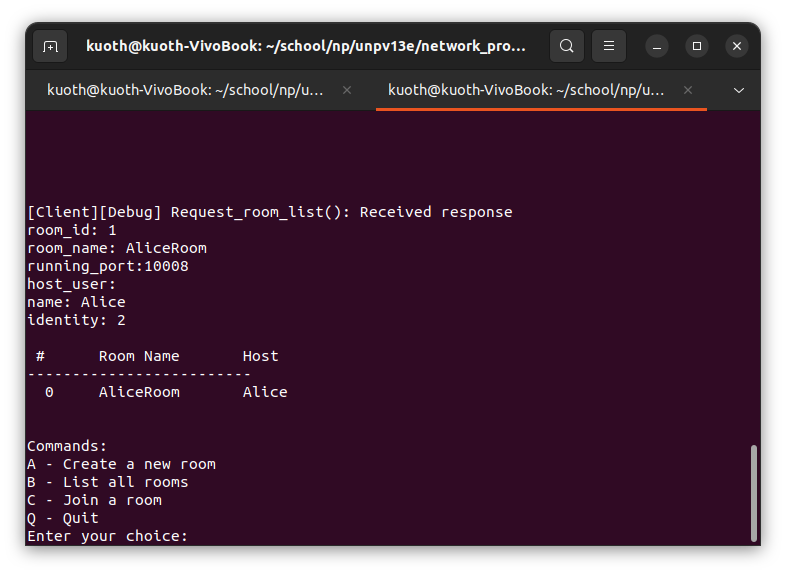 kuoth@kuoth-VivoBook: ~/school/np/unpv13e/network_pro...
kuoth@kuoth-VivoBook: ~/school/np/u...
kuoth@kuoth-VivoBook: ~/school/np/u...
[Client][Debug] Request_room_list(): Received response
room_id: 1
room_name: AliceRoom
running_port:10008
host_user:
name: Alice
identity: 2
 #      Room Name       Host
-------------------------
  0     AliceRoom       Alice
Commands:
A - Create a new room
B - List all rooms
C - Join a room
Q - Quit
Enter your choice: